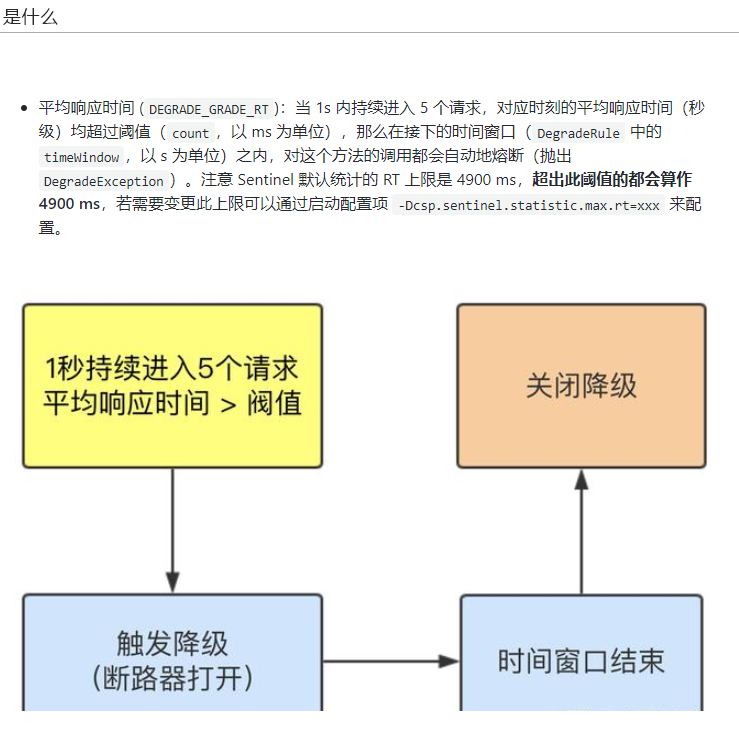 是什么
平均响应时间 ( DEGRADE_GRADE_RT )：当 1s 内持续进入 5 个请求，对应时刻的平均响应时间（秒
级）均超过阈值（ count ，以 ms 为单位），那么在接下的时间窗口（ DegradeRule 中的
timeWindow ，以 s 为单位）之内，对这个方法的调用都会自动地熔断（抛出
DegradeException ）。注意 Sentinel 默认统计的 RT 上限是 4900 ms，超出此阈值的都会算作
4900 ms，若需要变更此上限可以通过启动配置项 -Dcsp.sentinel.statistic.max.rt=xxx 来配
置。
1秒持续进入5个请求
平均响应时间 > 阀值
关闭降级
触发降级
(断路器打开)
时间窗口结束